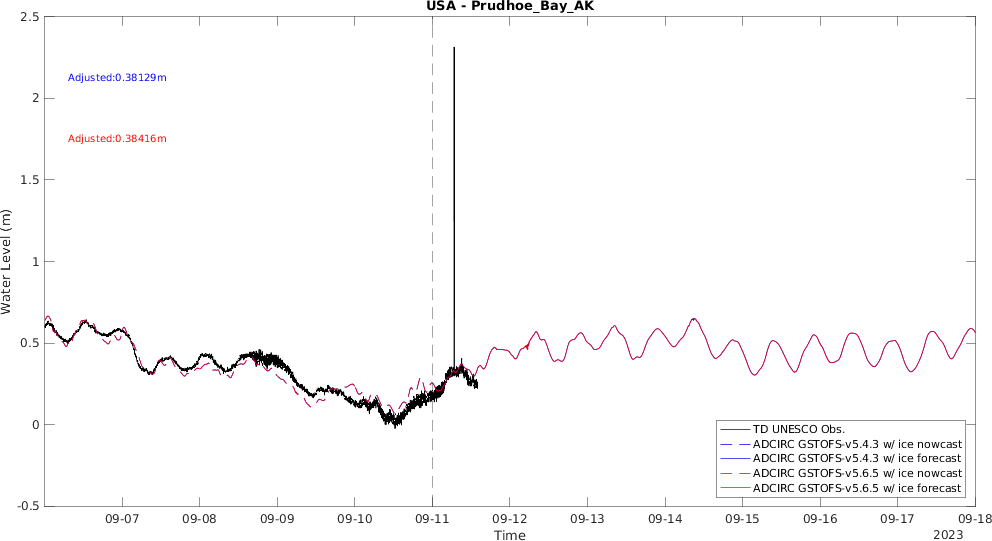 USA - Prudhoe_Bay_AK
2.5
2
1.5
1
0.5
0
-0.5
Water Level (m)
Adjusted:0.38129m
Adjusted:0.38416m
TD UNESCO Obs.
ADCIRC GSTOFS-v5.4.3 w/ ice nowcast
ADCIRC GSTOFS-v5.4.3 w/ ice forecast
ADCIRC GSTOFS-v5.6.5 w/ ice nowcast
ADCIRC GSTOFS-v5.6.5 w/ ice forecast
09-07 09-08 09-09 09-10 09-11 09-12 09-13 09-14 09-15 09-16 09-17 09-18
Time
2023